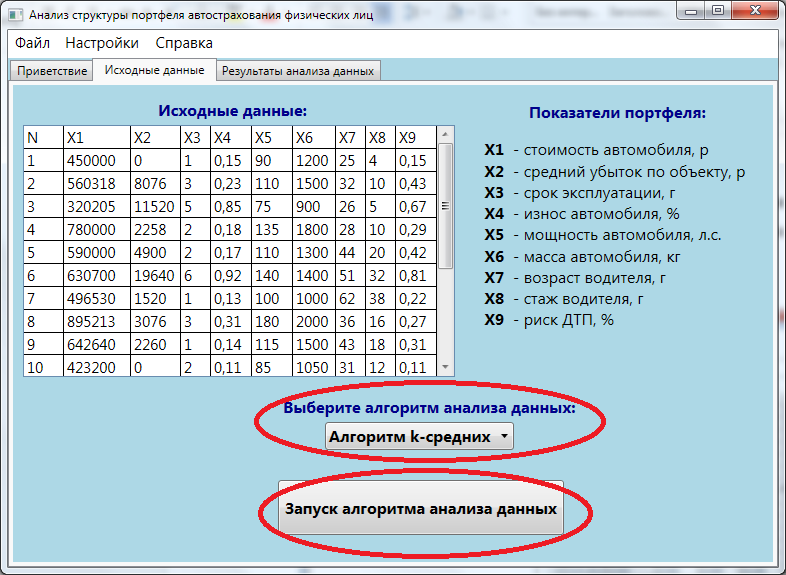 Анализ структуры портфеля автострахования физических лиц
Файл Настройки Справка
Приветствие Исходные данные Результаты анализа данных
Исходные данные:
N X1 X2 X3 X4 X5 X6 X7 X8 X9
1 450000 0 1 0,15 90 1200 25 4 0,15
2 560318 8076 3 0,23 110 1500 32 10 0,43
3 320205 11520 5 0,85 75 900 26 5 0,67
4 780000 2258 2 0,18 135 1800 28 10 0,29
5 590000 4900 2 0,17 110 1300 44 20 0,42
6 630700 19640 6 0,92 140 1400 51 32 0,81
7 496530 1520 1 0,13 100 1000 62 38 0,22
8 895213 3076 3 0,31 180 2000 36 16 0,27
9 642640 2260 1 0,14 115 1500 43 18 0,31
10 423200 0 2 0,11 85 1050 31 12 0,11
Показатели портфеля:
X1 - стоимость автомобиля, р
X2 - средний убыток по объекту, р
X3 - срок эксплуатации, г
X4 - износ автомобиля, %
X5 - мощность автомобиля, л.с.
X6 - масса автомобиля, кг
X7 - возраст водителя, г
X8 - стаж водителя, г
X9 - риск ДТП, %
Выберите алгоритм анализа данных:
Алгоритм k-средних
Запуск алгоритма анализа данных